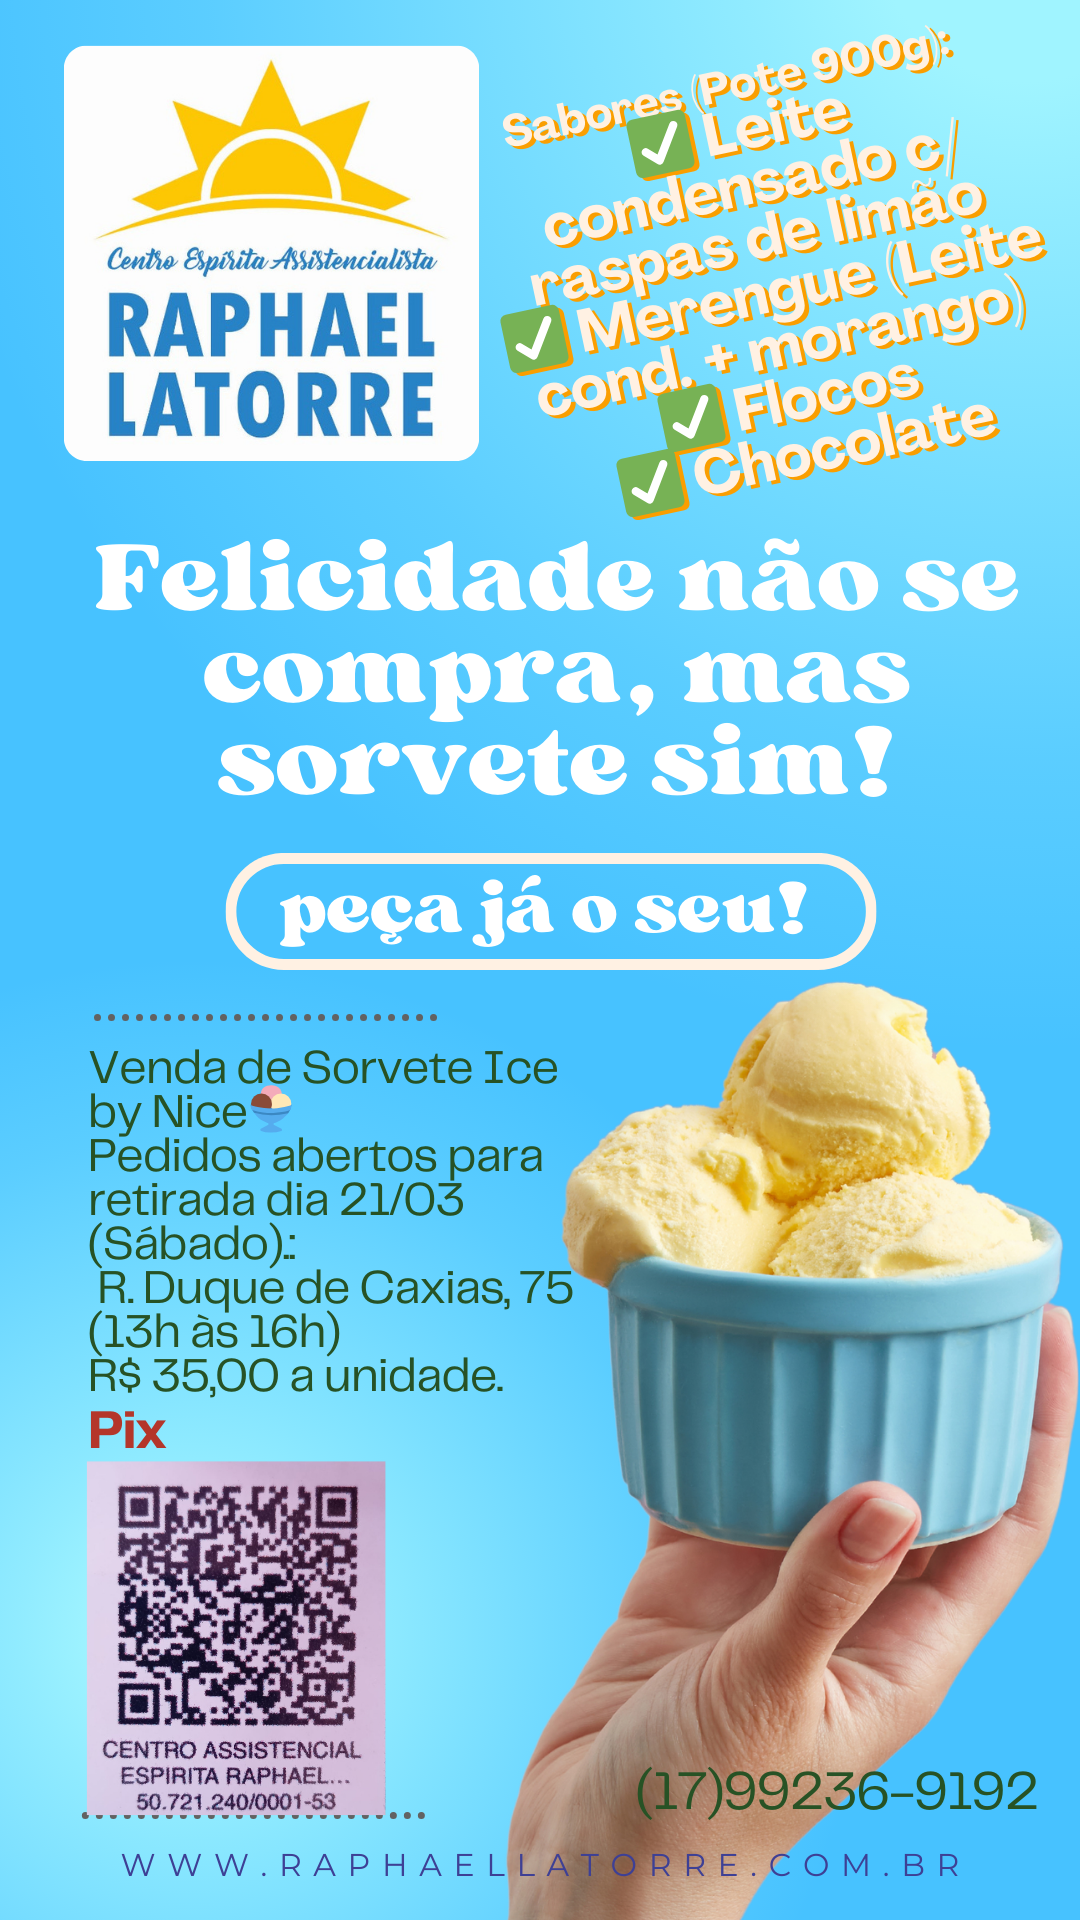 Centro Espírita Assistencialista
RAPHAEL
LATORRE
Sabores (Pote 900g):
✅ Leite
condensado c/
raspas de limão
✅ Merengue (Leite
cond. + morango)
✅ Flocos
✅ Chocolate
Felicidade não se
compra, mas
sorvete sim!
peça já o seu!
Venda de Sorvete Ice
by Nice🍨
Pedidos abertos para
retirada dia 21/03
(Sábado).:
R. Duque de Caxias, 75
(13h às 16h)
R$ 35,00 a unidade.
Pix
CENTRO ASSISTENCIAL
ESPIRITA RAPHAEL...
50.721.240/0001-53
(17)99236-9192
WWW.RAPHAELLATORRE.COM.BR